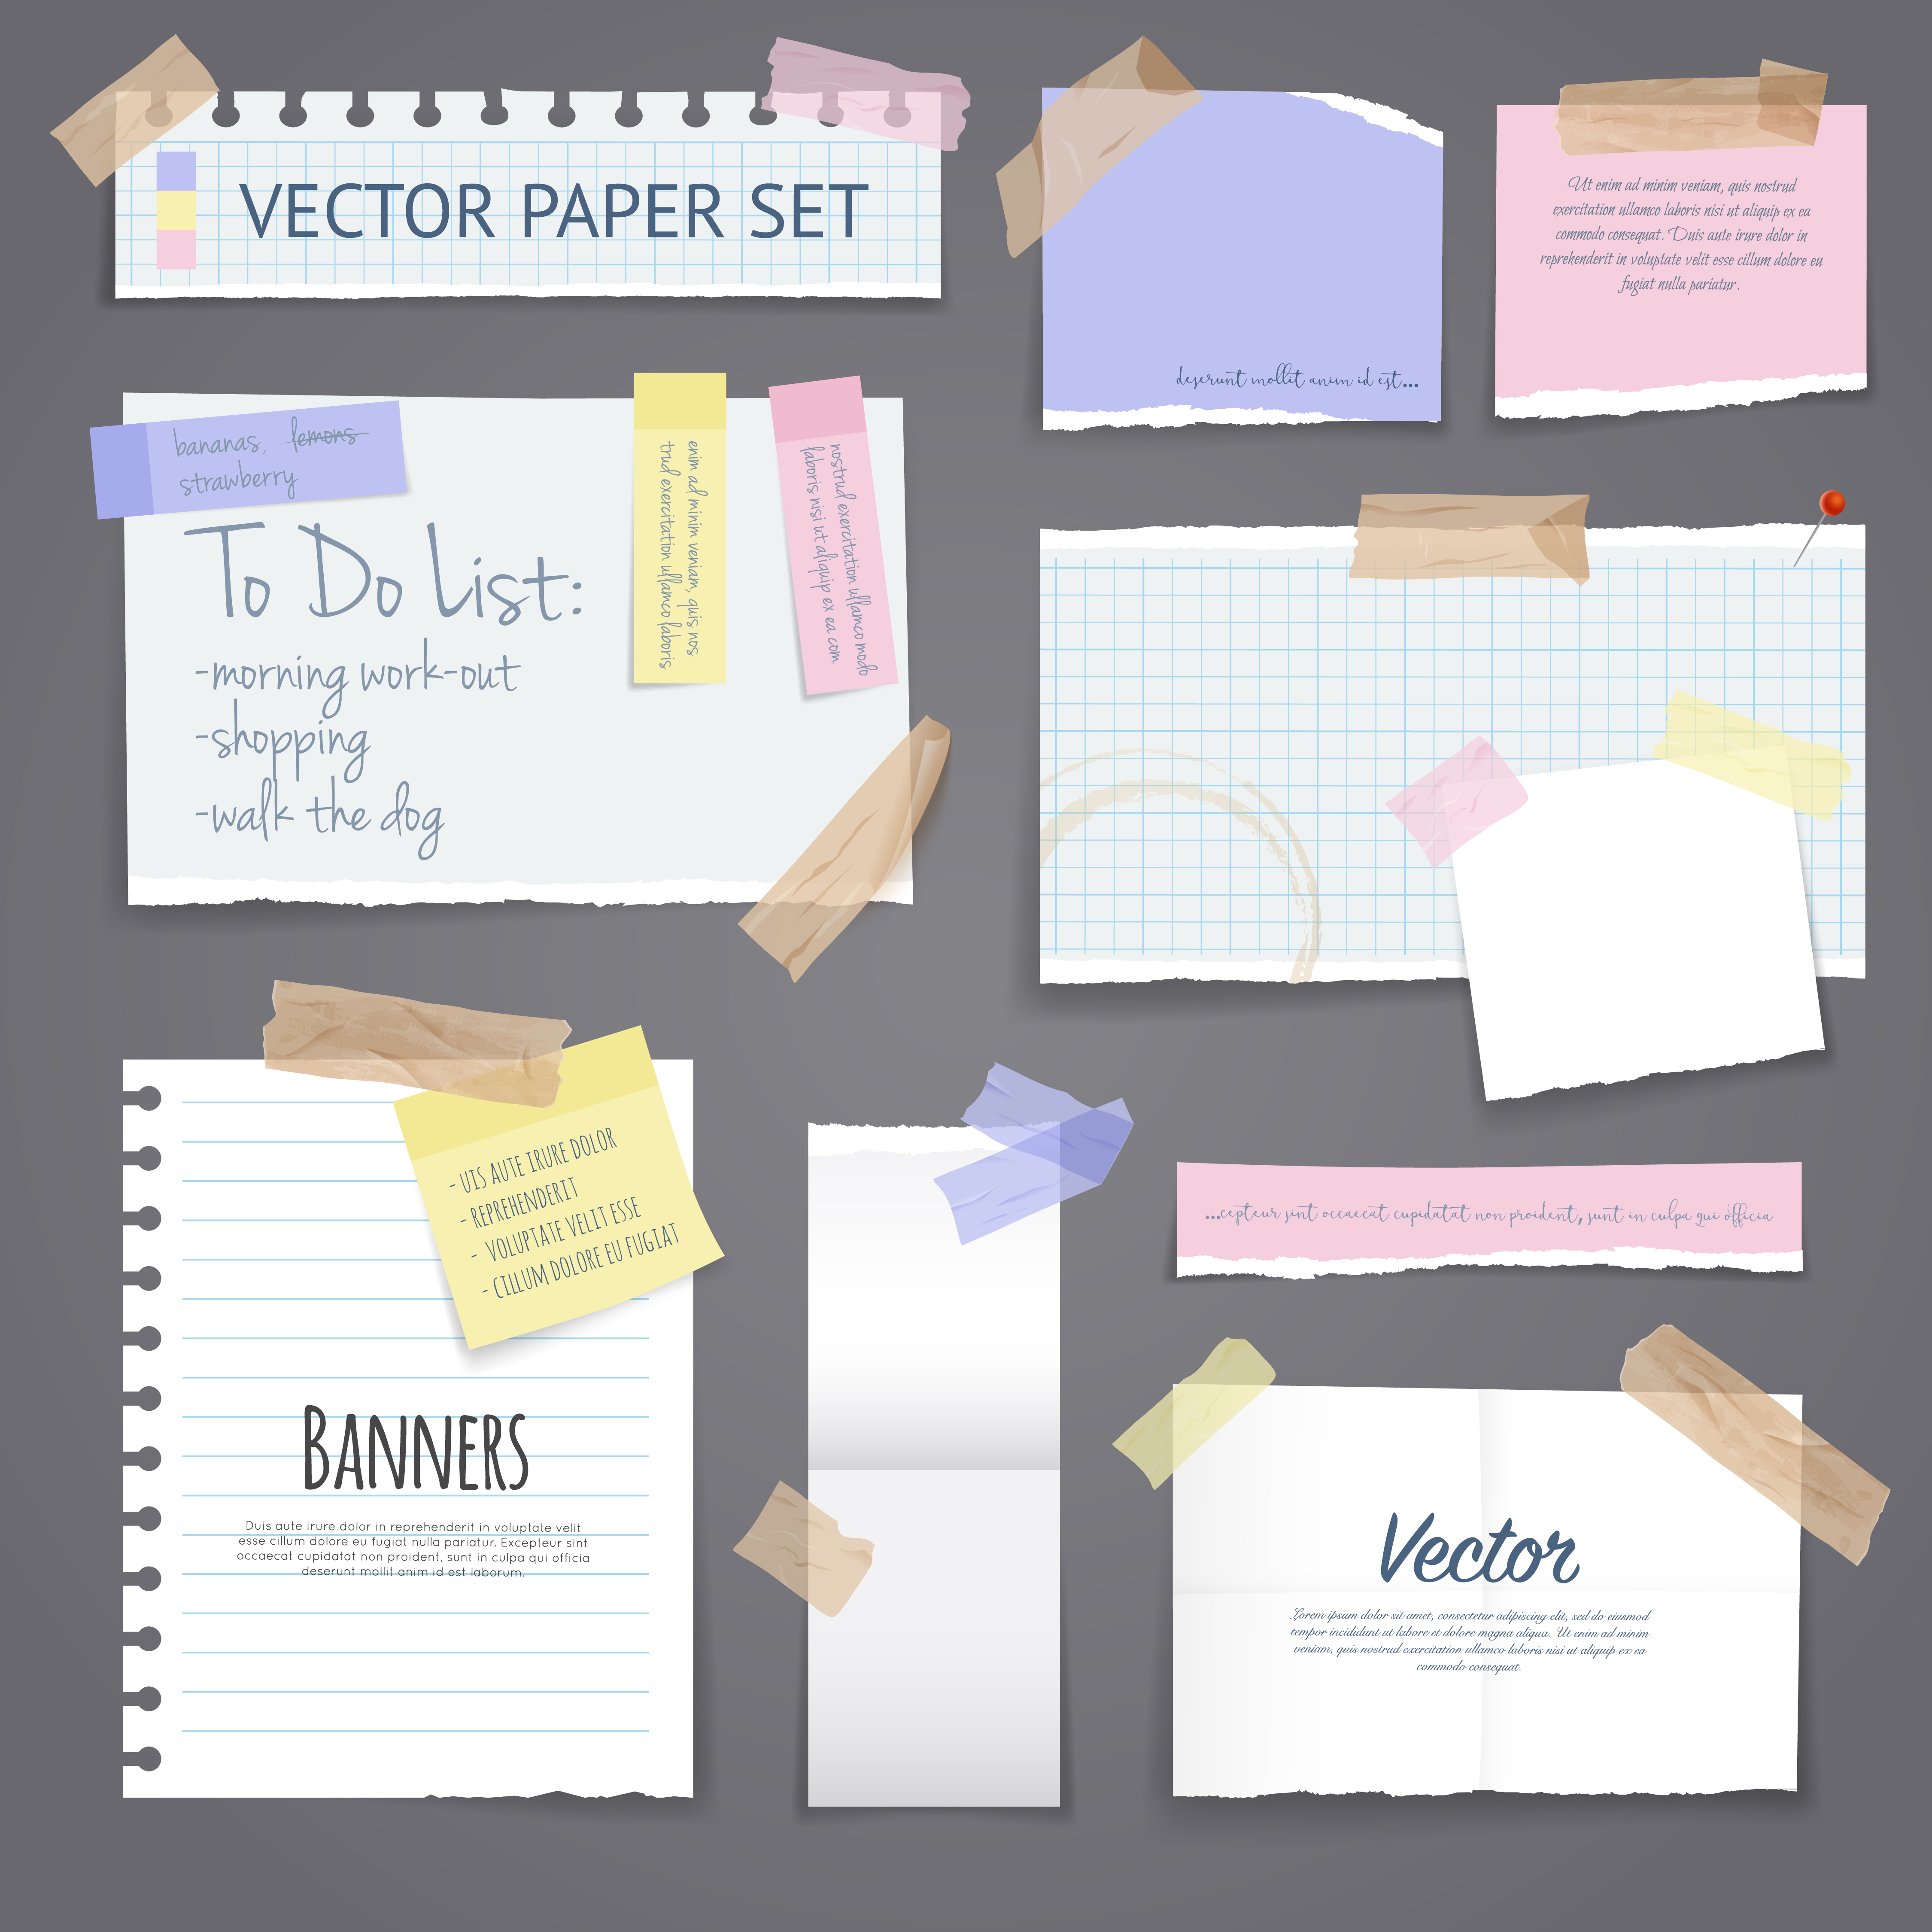 VECTOR PAPER SET
deserunt mollit anim id est...
Ut enim ad minim veniam, quis nostrud
exercitation ullamco laboris nisi ut aliquip ex ea
commodo consequat. Duis aute irure dolor in
reprehenderit in voluptate velit esse cillum dolore eu
fugiat nulla pariatur.
bananas, lemons
strawberry
To Do List:
-morning work-out
-shopping
-walk the dog
enim ad minim veniam, quis nos
trud exercitation ullamco laboris
nostrud exercitation ullamco modo
laboris nisi ut aliquip ex ea com
- UIS AUTE IRURE DOLOR
- REPREHENDERIT
- VOLUPTATE VELIT ESSE
- CILLUM DOLORE EU FUGIAT
BANNERS
Duis aute irure dolor in reprehenderit in voluptate velit
esse cillum dolore eu fugiat nulla pariatur. Excepteur sint
occaecat cupidatat non proident, sunt in culpa qui officia
deserunt mollit anim id est laborum.
...cepteur sint occaecat cupidatat non proident, sunt in culpa qui officia
Vector
Lorem ipsum dolor sit amet, consectetur adipiscing elit, sed do eiusmod
tempor incididunt ut labore et dolore magna aliqua. Ut enim ad minim
veniam, quis nostrud exercitation ullamco laboris nisi ut aliquip ex ea
commodo consequat.